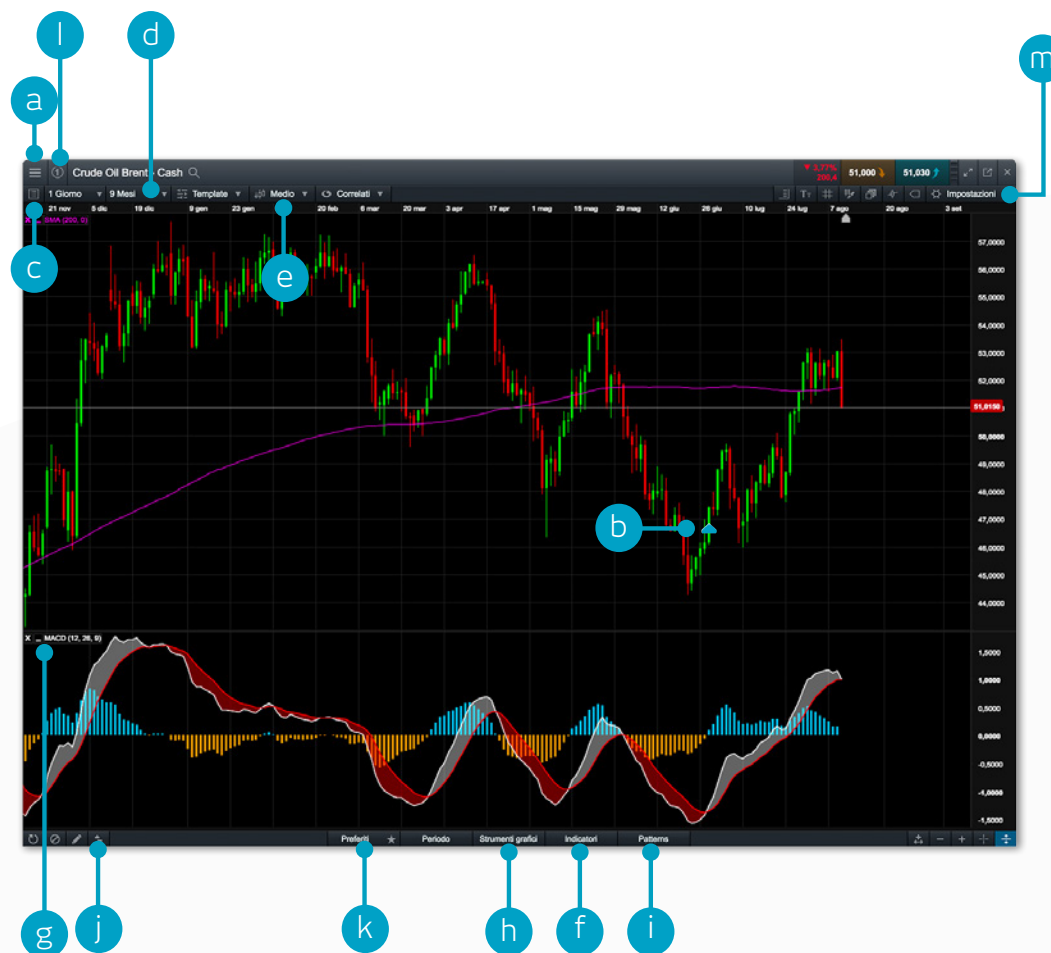 l
d
m
a
Crude Oil Brent - Cash
3,77%
200,4
51,000
51,030
1 Giorno
9 Mesi
Template
Medio
Correlati
Impostazioni
21 nov 5 dic 19 dic 9 gen 23 gen 20 feb 6 mar 20 mar 3 apr 17 apr 1 mag 15 mag 29 mag 12 giu 26 giu 10 lug 24 lug 7 ago 20 ago 3 set
X SMA (200, 0)
c
e
57,0000
56,0000
55,0000
54,0000
53,0000
52,0000
51,0150
50,0000
49,0000
48,0000
b
47,0000
46,0000
45,0000
44,0000
X MACD (12, 26, 9)
1,5000
1,0000
0,5000
0,0000
-0,5000
-1,0000
-1,5000
Preferiti
Periodo
Strumenti grafici
Indicatori
Patterns
g
j
k
h
f
i